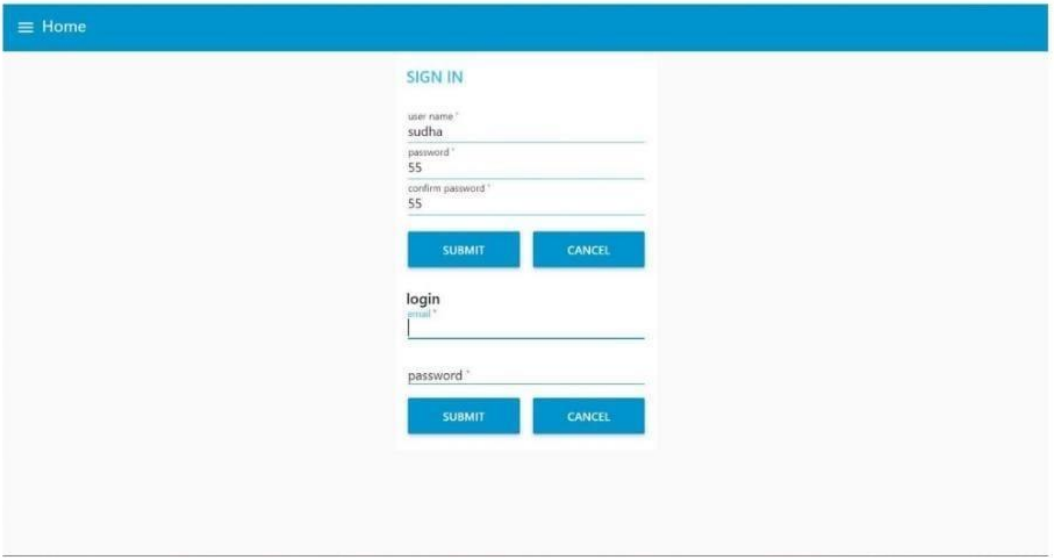 Home
SIGN IN
user name *
sudha
password *
55
confirm password *
55
SUBMIT CANCEL
login
email *
password *
SUBMIT CANCEL